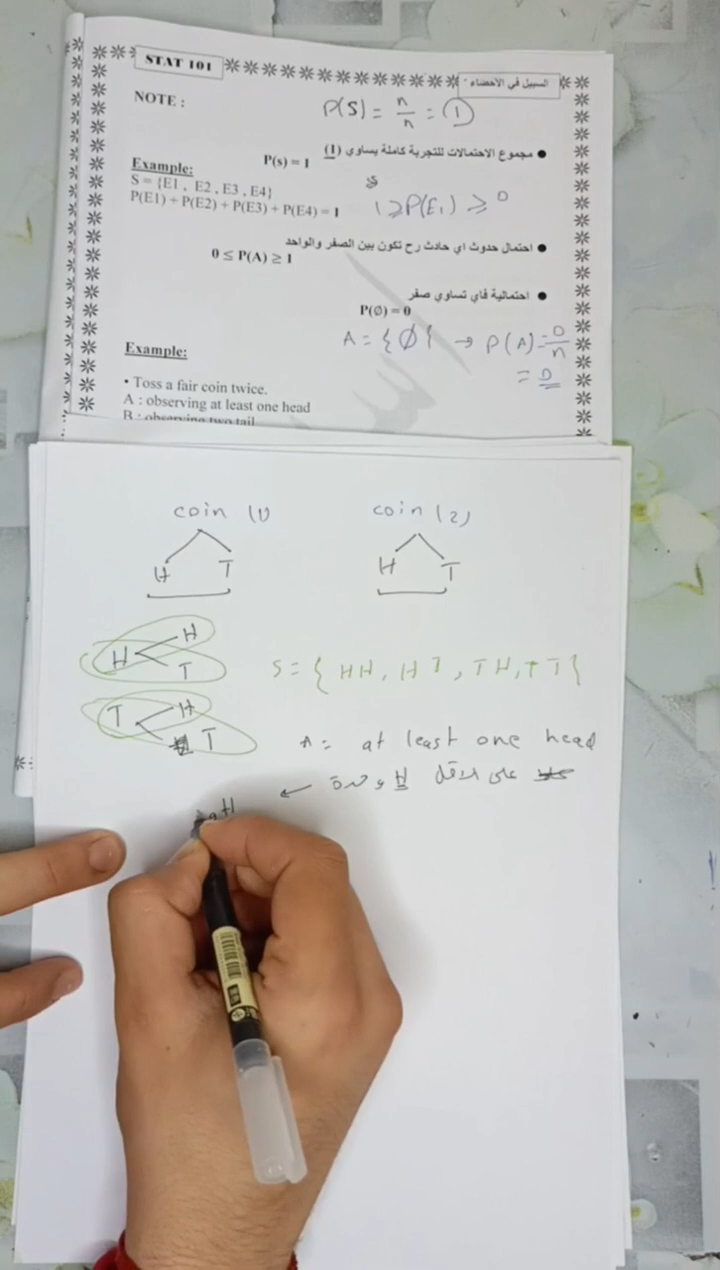 STAT 101
السبيل في الاحصاء
NOTE :
P(S) = n/n = 1
مجموع الاحتمالات للتجربة كاملة يساوي (1)
P(s) = 1
Example:
S = {E1 , E2 , E3 , E4}
P(E1) + P(E2) + P(E3) + P(E4) = 1
1 ≥ P(E1) ≥ 0
احتمال حدوث اي حادث رح تكون بين الصفر والواحد
0 ≤ P(A) ≥ 1
احتمالية فاي تساوي صفر
P(∅) = 0
A = {∅} → P(A) = 0/n
= 0
Example:
• Toss a fair coin twice.
A : observing at least one head
B : observing two tail
coin (1) coin (2)
H T H T
H H
T
S = { HH, HT, TH, TT }
T H
T
A = at least one head
على الاقل H وحدة ←